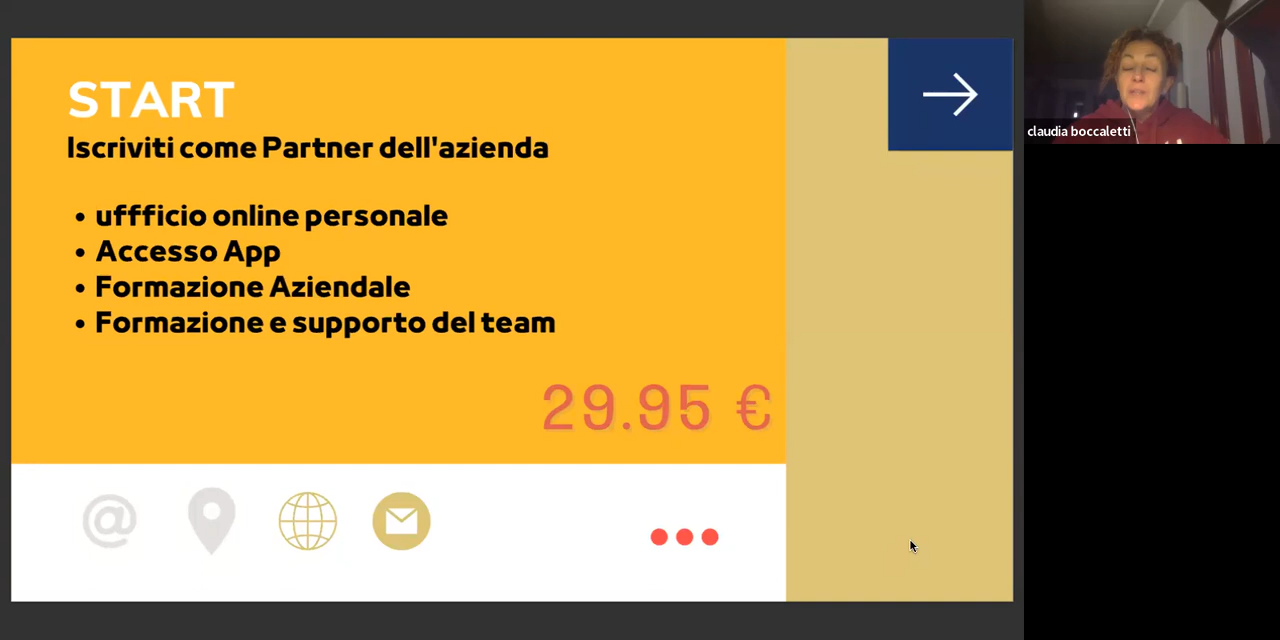 START
Iscriviti come Partner dell'azienda
• uffficio online personale
• Accesso App
• Formazione Aziendale
• Formazione e supporto del team
29.95 €
@
claudia boccaletti